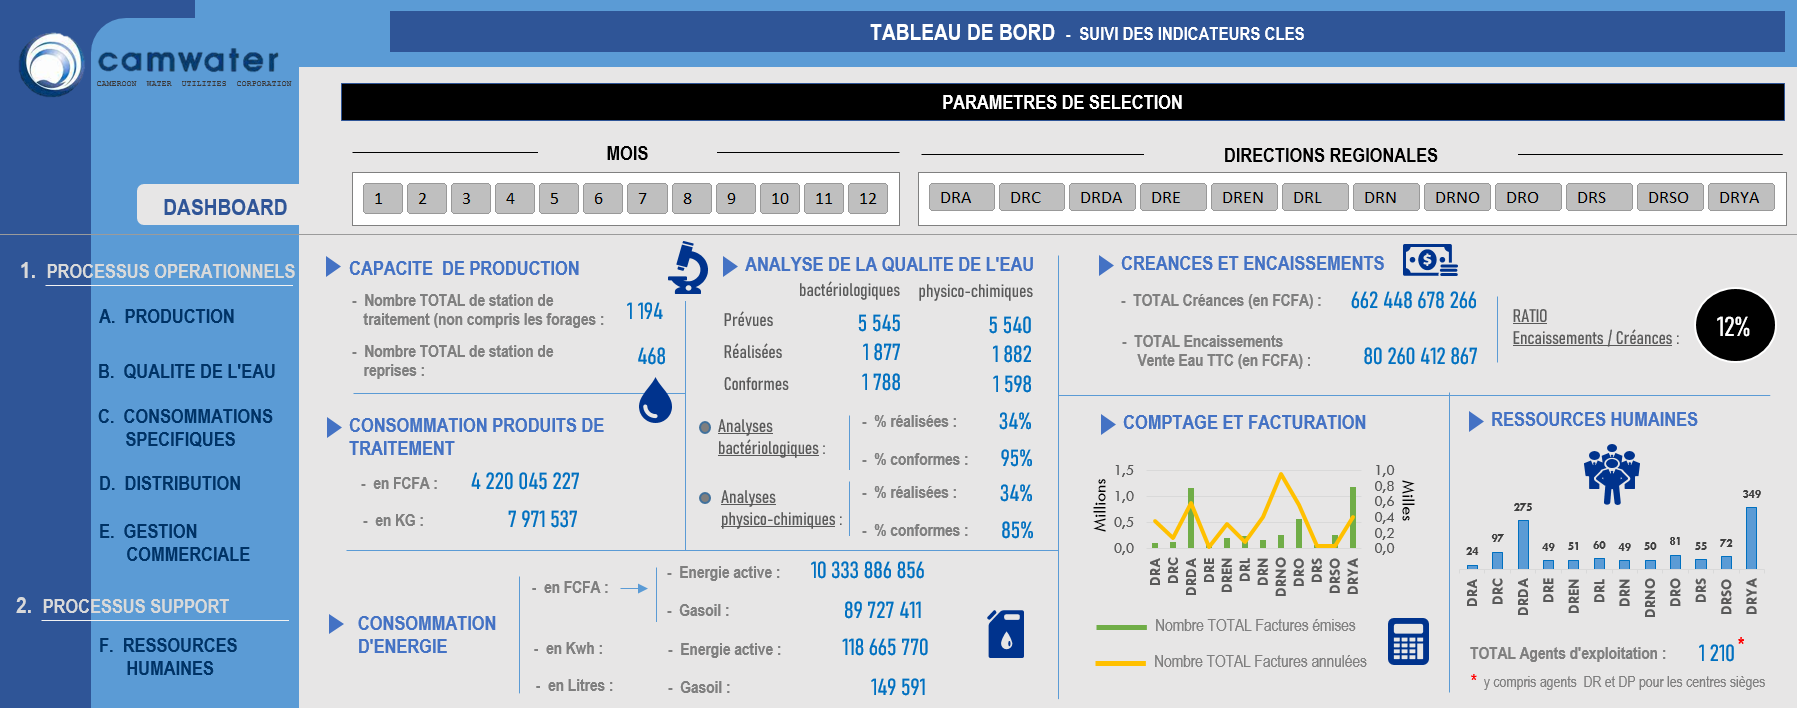 camwater
CAMEROON WATER UTILITIES CORPORATION
TABLEAU DE BORD - SUIVI DES INDICATEURS CLES
PARAMETRES DE SELECTION
MOIS
1 2 3 4 5 6 7 8 9 10 11 12
DIRECTIONS REGIONALES
DRA DRC DRDA DRE DREN DRL DRN DRNO DRO DRS DRSO DRYA
DASHBOARD
1. PROCESSUS OPERATIONNELS
A. PRODUCTION
B. QUALITE DE L'EAU
C. CONSOMMATIONS
SPECIFIQUES
D. DISTRIBUTION
E. GESTION
COMMERCIALE
2. PROCESSUS SUPPORT
F. RESSOURCES
HUMAINES
CAPACITE DE PRODUCTION
- Nombre TOTAL de station de
traitement (non compris les forages : 1 194
- Nombre TOTAL de station de
reprises : 468
CONSOMMATION PRODUITS DE
TRAITEMENT
- en FCFA : 4 220 045 227
- en KG : 7 971 537
ANALYSE DE LA QUALITE DE L'EAU
bactériologiques physico-chimiques
Prévues 5 545 5 540
Réalisées 1 877 1 882
Conformes 1 788 1 598
Analyses
bactériologiques :
- % réalisées : 34%
- % conformes : 95%
Analyses
physico-chimiques :
- % réalisées : 34%
- % conformes : 85%
CONSOMMATION
D'ENERGIE
- en FCFA :
- Energie active : 10 333 886 856
- Gasoil : 89 727 411
- en Kwh : - Energie active : 118 665 770
- en Litres : - Gasoil : 149 591
CREANCES ET ENCAISSEMENTS
- TOTAL Créances (en FCFA) : 662 448 678 266
- TOTAL Encaissements
Vente Eau TTC (en FCFA) : 80 260 412 867
RATIO
Encaissements / Créances :
12%
COMPTAGE ET FACTURATION
Millions
1,5
1,0
0,5
0,0
1,0
0,8
0,6
0,4
0,2
0,0
Milles
DRA DRC DRDA DRE DREN DRL DRN DRNO DRO DRS DRSO DRYA
Nombre TOTAL Factures émises
Nombre TOTAL Factures annulées
RESSOURCES HUMAINES
24 97 275 49 51 60 49 50 81 55 72 349
DRA DRC DRDA DRE DREN DRL DRN DRNO DRO DRS DRSO DRYA
TOTAL Agents d'exploitation : 1 210 *
* y compris agents DR et DP pour les centres sièges